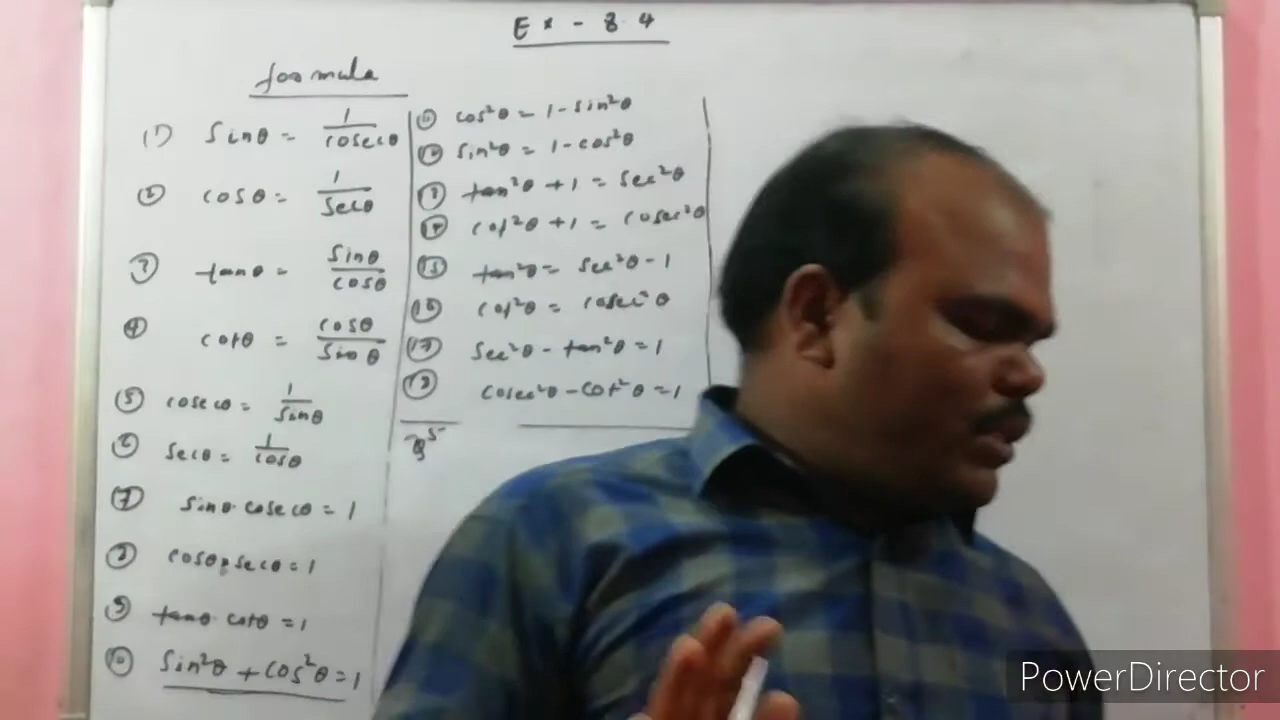 Ex - 8.4
formula
(1) Sinθ = 1/cosecθ
(2) cosθ = 1/Secθ
(3) tanθ = Sinθ/cosθ
(4) cotθ = cosθ/Sinθ
(5) cosecθ = 1/Sinθ
(6) Secθ = 1/cosθ
(7) Sinθ·cosecθ = 1
(8) cosθ·secθ = 1
(9) tanθ·cotθ = 1
(10) Sin²θ + cos²θ = 1
(11) cos²θ = 1 - Sin²θ
(12) Sin²θ = 1 - cos²θ
(13) tan²θ + 1 = Sec²θ
(14) cot²θ + 1 = cosec²θ
(15) tan²θ = Sec²θ - 1
(16) cot²θ = cosec²θ
(17) Sec²θ - tan²θ = 1
(18) cosec²θ - cot²θ = 1
PowerDirector